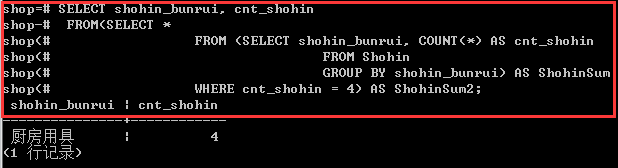 shop=# SELECT shohin_bunrui, cnt_shohin
shop-#  FROM(SELECT *
shop(#               FROM (SELECT shohin_bunrui, COUNT(*) AS cnt_shohin
shop(#                              FROM Shohin
shop(#                              GROUP BY shohin_bunrui) AS ShohinSum
shop(#               WHERE cnt_shohin = 4) AS ShohinSum2;
 shohin_bunrui | cnt_shohin
---------------+------------
 厨房用具      |          4
(1 行记录)